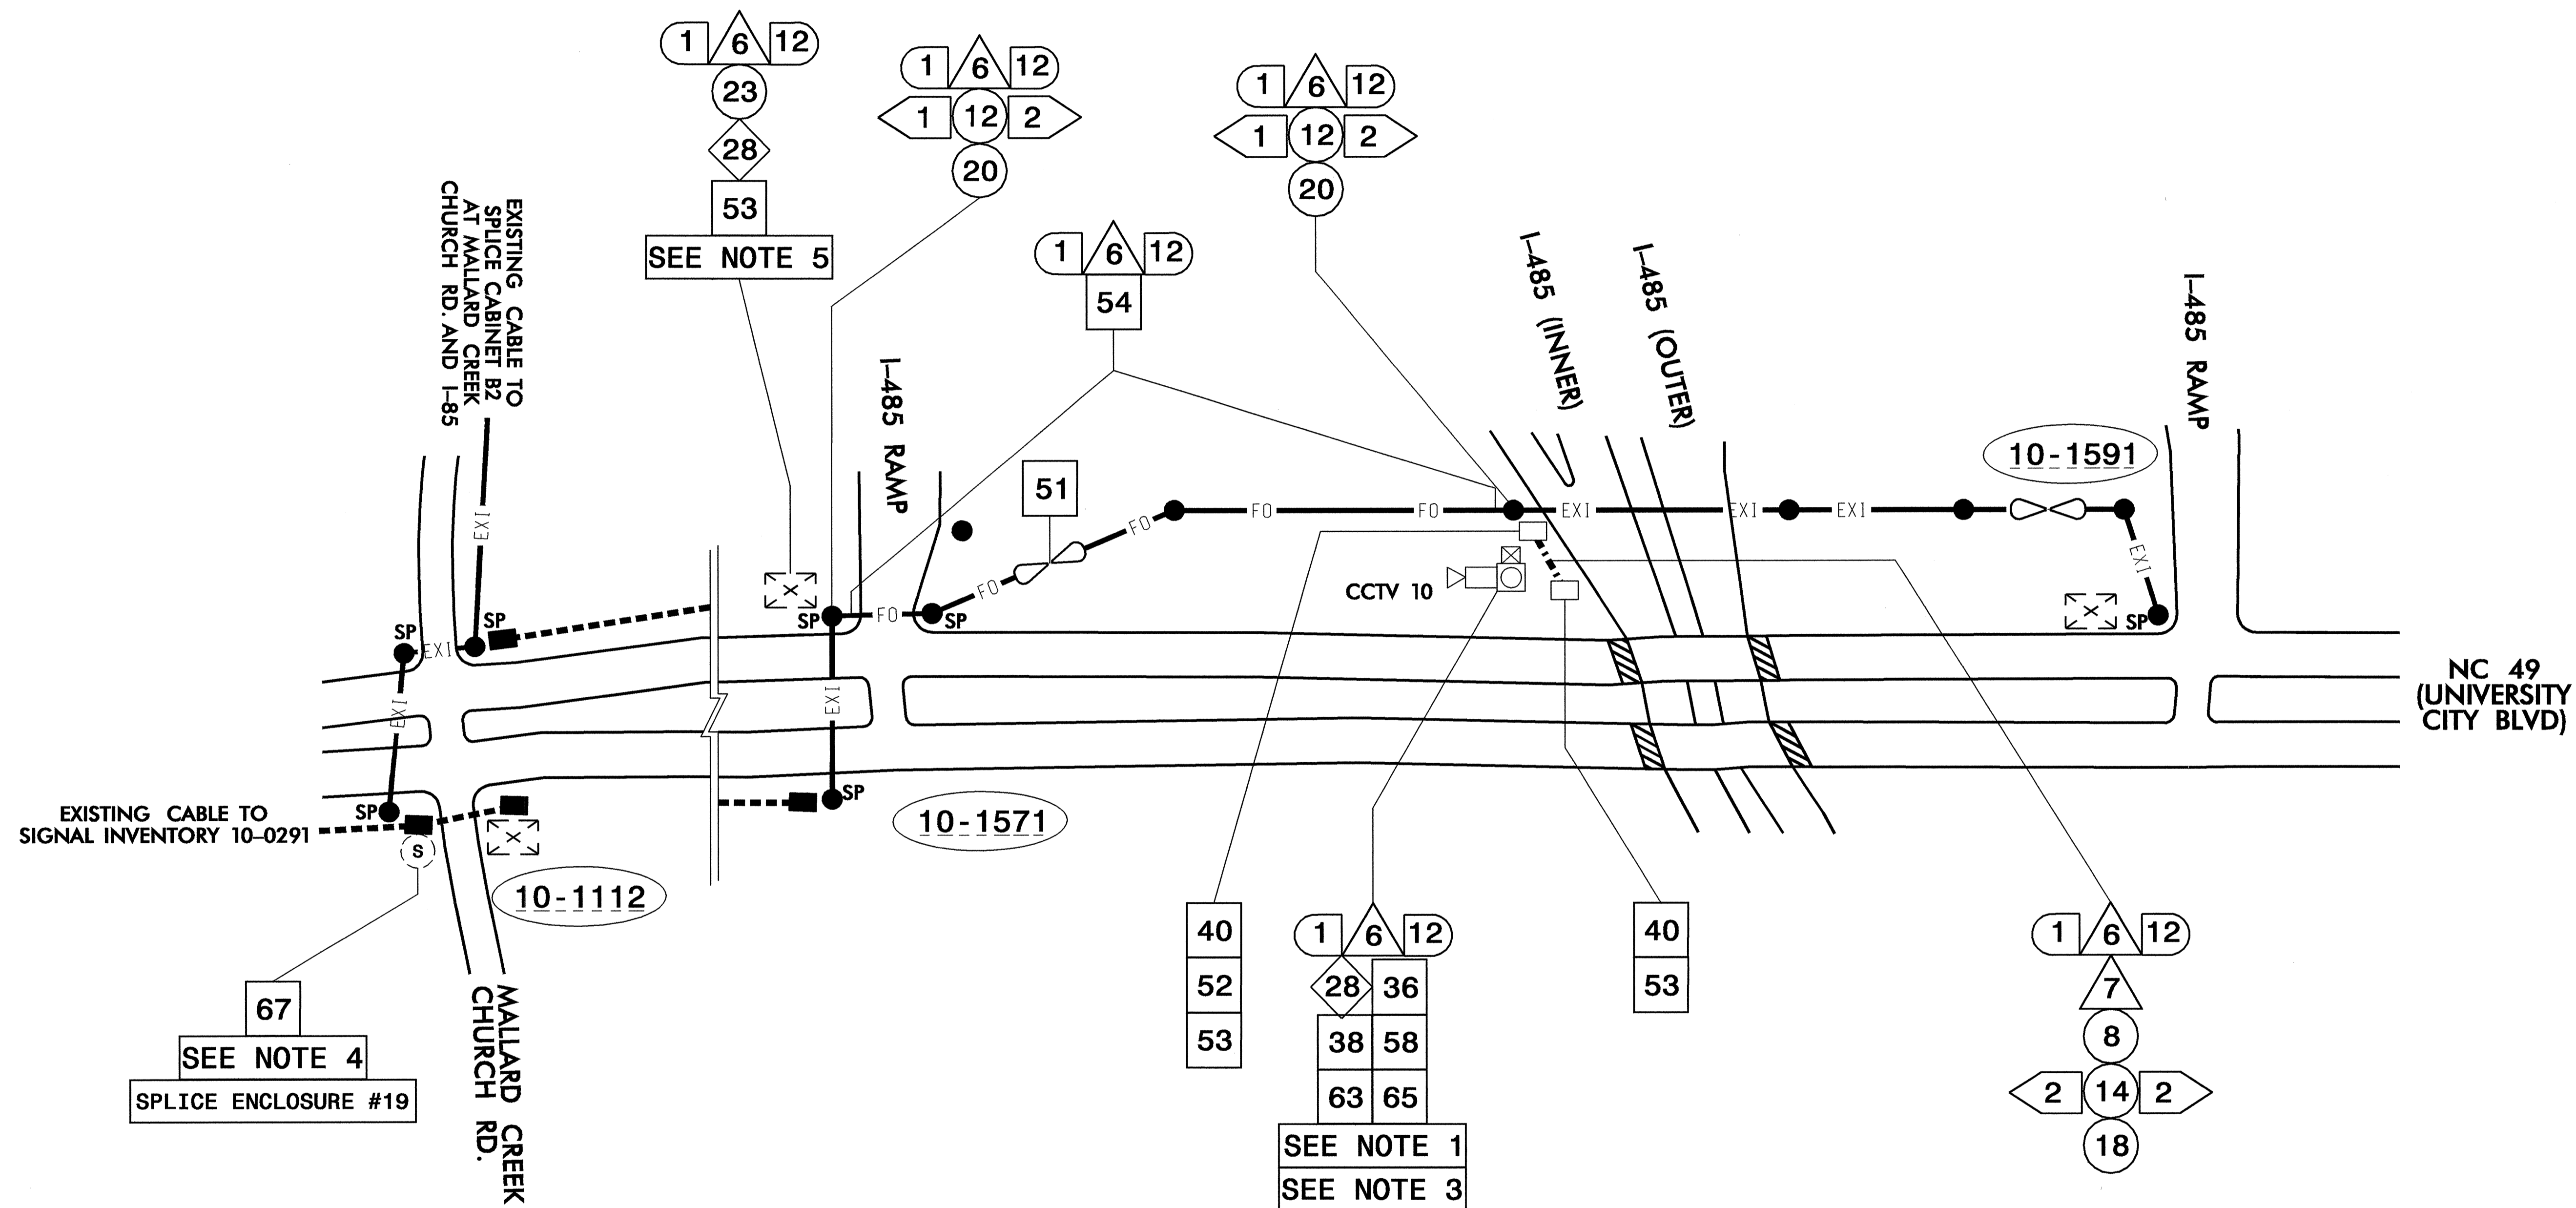 1 6 12
23
28
53
SEE NOTE 5
1 6 12
1 12 2
20
1 6 12
1 12 2
20
1 6 12
54
EXISTING CABLE TO
SPLICE CABINET B2
AT MALLARD CREEK
CHURCH RD. AND I-85
I-485 RAMP
I-485 (INNER)
I-485 (OUTER)
I-485 RAMP
51
10-1591
FO
FO
FO
FO
FO
EXI
EXI
EXI
EXI
EXI
EXI
EXI
EXI
X
X
X
SP
SP
SP
SP
SP
SP
SP
CCTV 10
NC 49
(UNIVERSITY
CITY BLVD)
EXISTING CABLE TO
SIGNAL INVENTORY 10-0291
S
10-1112
10-1571
67
SEE NOTE 4
SPLICE ENCLOSURE #19
MALLARD CREEK
CHURCH RD.
40
52
53
1 6 12
28 36
38 58
63 65
SEE NOTE 1
SEE NOTE 3
40
53
1 6 12
7
8
2 14 2
18